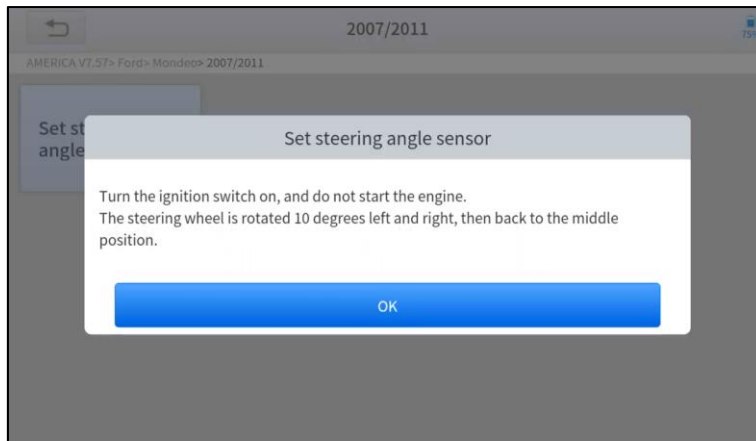 2007/2011
75%
AMERICA V7.57> Ford> Mondeo> 2007/2011
Set st
angle
Set steering angle sensor
Turn the ignition switch on, and do not start the engine.
The steering wheel is rotated 10 degrees left and right, then back to the middle
position.
OK